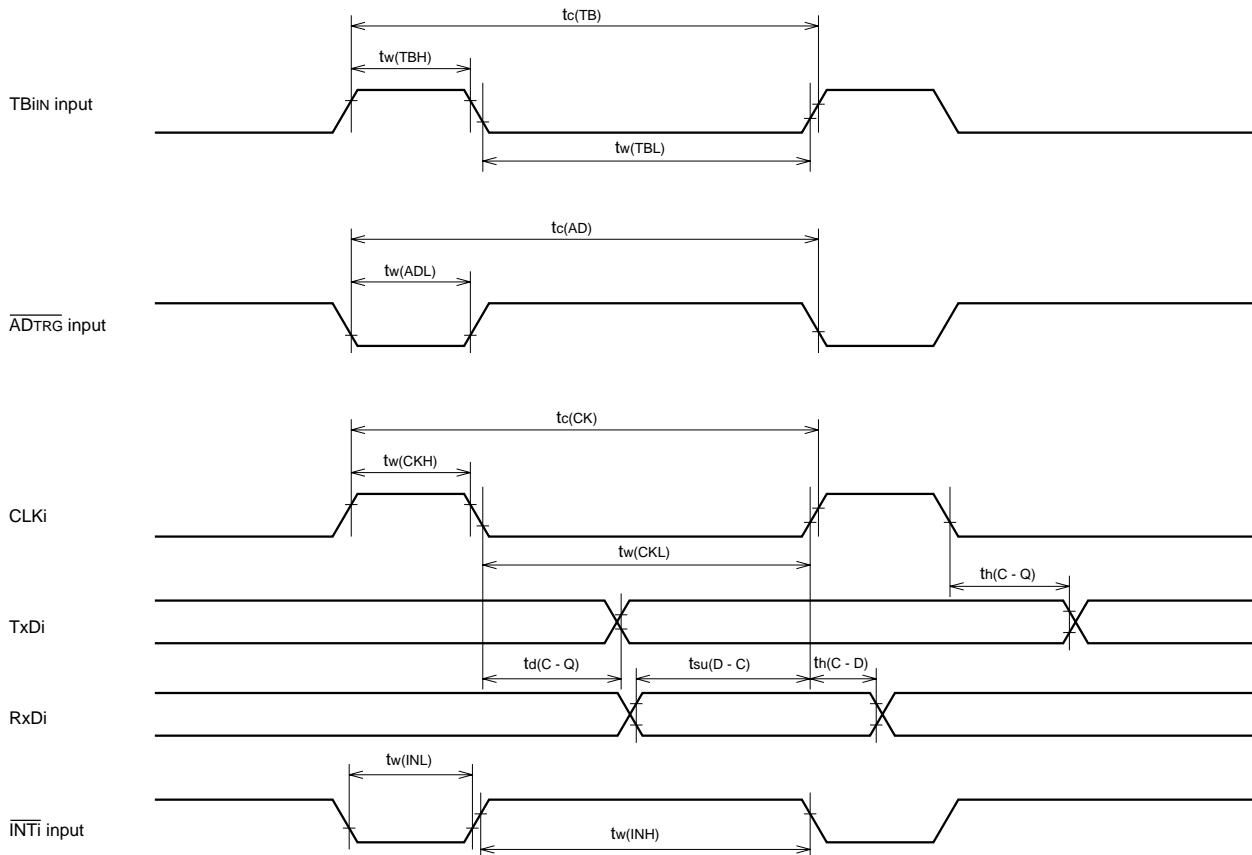 tc(TB)
tw(TBH)
TBiIN input
tw(TBL)
tc(AD)
tw(ADL)
ADTRG input
tc(CK)
tw(CKH)
CLKi
tw(CKL)
th(C - Q)
TxDi
td(C - Q)
tsu(D - C)
th(C - D)
RxDi
tw(INL)
INTi input
tw(INH)